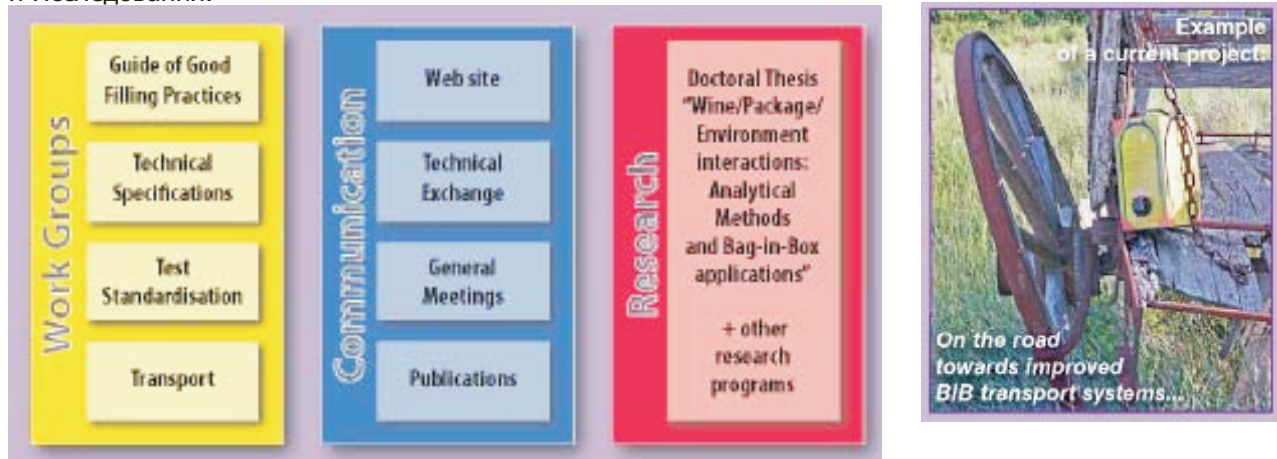 и Исследования.
Work Groups
Guide of Good
Filling Practices
Technical
Specifications
Test
Standardisation
Transport
Communication
Web site
Technical
Exchange
General
Meetings
Publications
Research
Doctoral Thesis
"Wine/Package/
Environment
interactions:
Analytical
Methods
and Bag-in-Box
applications"
+ other
research
programs
Example
of a current project:
On the road
towards improved
BIB transport systems...